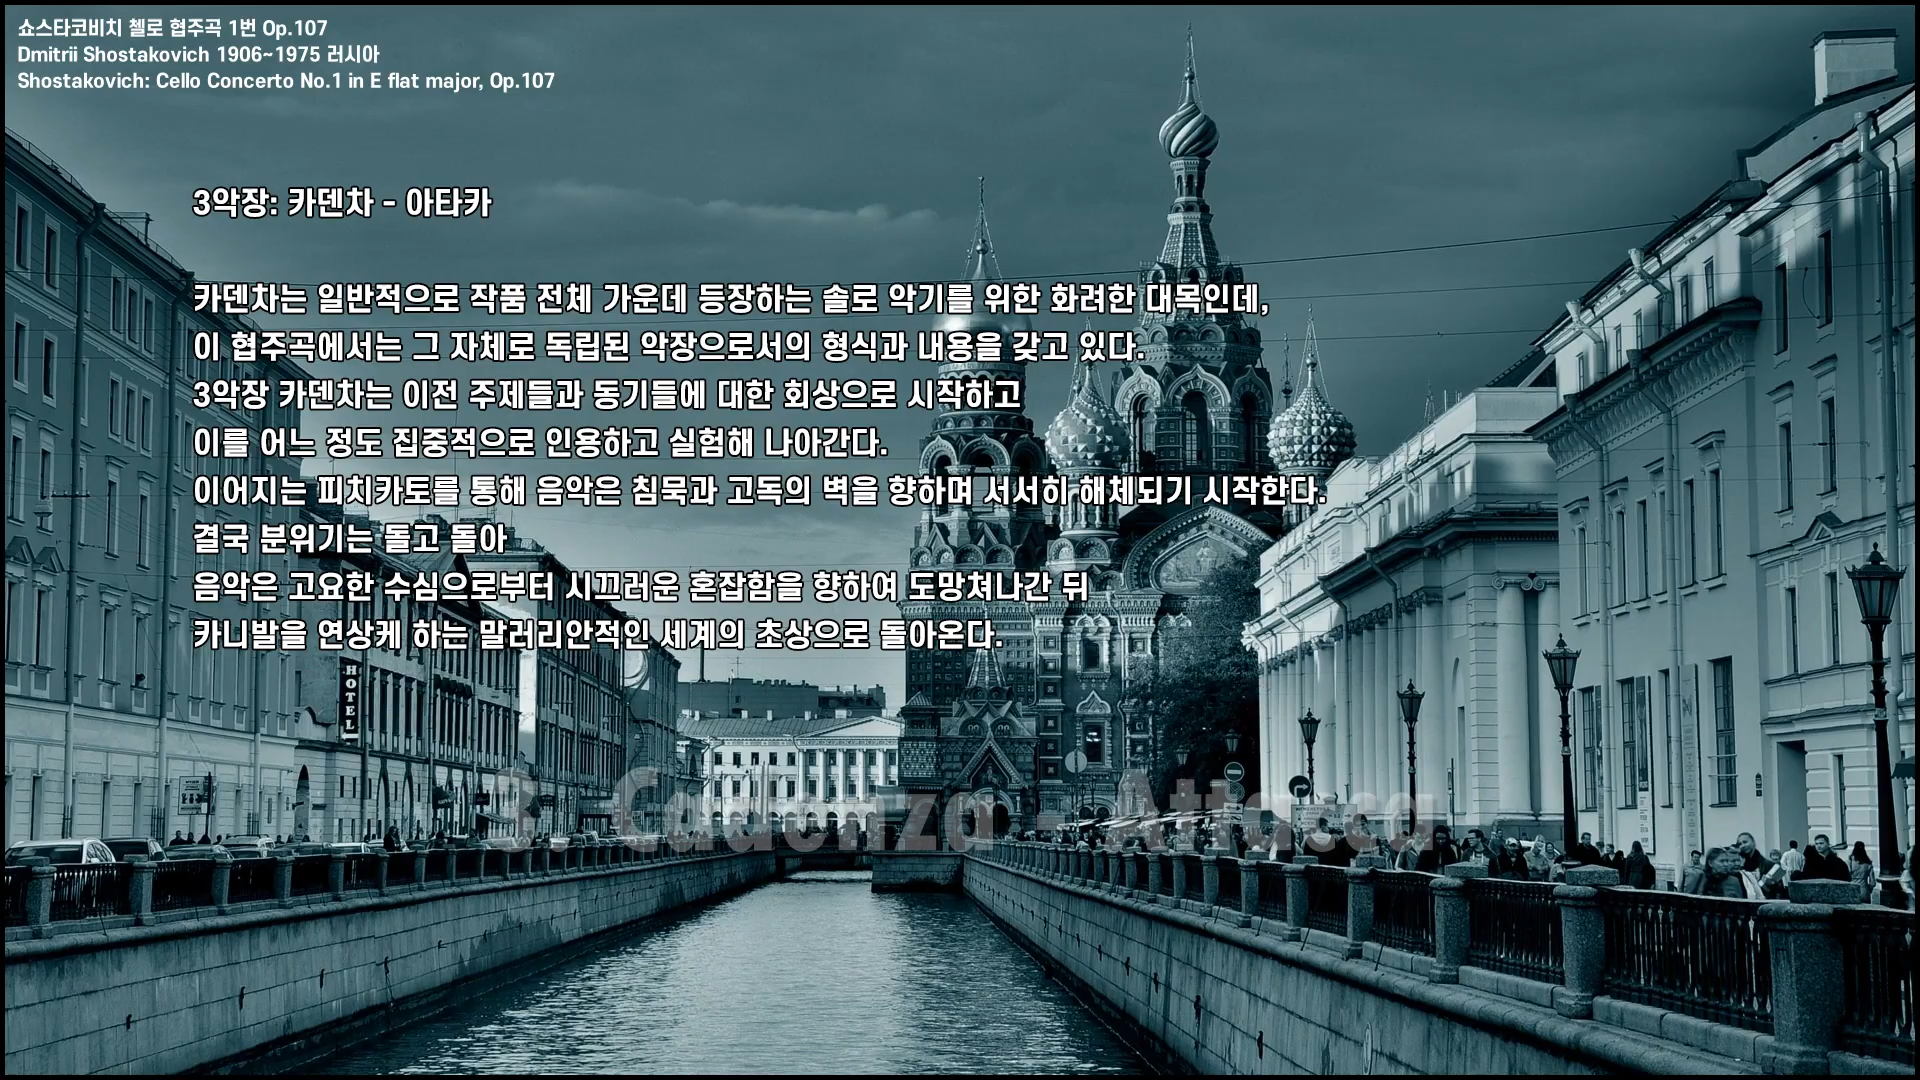 쇼스타코비치 첼로 협주곡 1번 Op.107
Dmitrii Shostakovich 1906~1975 러시아
Shostakovich: Cello Concerto No.1 in E flat major, Op.107
3악장: 카덴차 - 아타카
카덴차는 일반적으로 작품 전체 가운데 등장하는 솔로 악기를 위한 화려한 대목인데,
이 협주곡에서는 그 자체로 독립된 악장으로서의 형식과 내용을 갖고 있다.
3악장 카덴차는 이전 주제들과 동기들에 대한 회상으로 시작하고
이를 어느 정도 집중적으로 인용하고 실험해 나아간다.
이어지는 피치카토를 통해 음악은 침묵과 고독의 벽을 향하며 서서히 해체되기 시작한다.
결국 분위기는 돌고 돌아
음악은 고요한 수심으로부터 시끄러운 혼잡함을 향하여 도망쳐나간 뒤
카니발을 연상케 하는 말러리안적인 세계의 초상으로 돌아온다.
HOTEL
3. Cadenza - Attacca